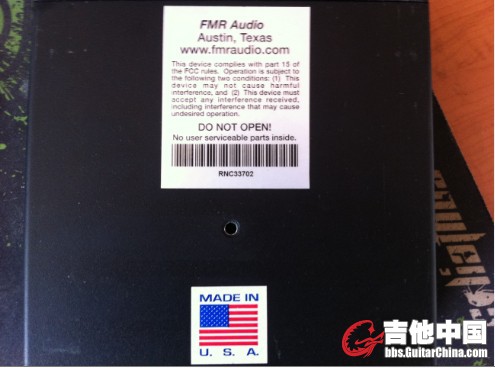 FMR Audio
Austin, Texas
www.fmraudio.com
This device complies with part 15 of
the FCC rules. Operation is subject to
the following two conditions: (1) This
device may not cause harmful
interference, and (2) This device must
accept any interference received,
including interference that may cause
undesired operation.
DO NOT OPEN!
No user serviceable parts inside.
RNC33702
MADE IN
U. S. A.
吉他中国
bbs.GuitarChina.com